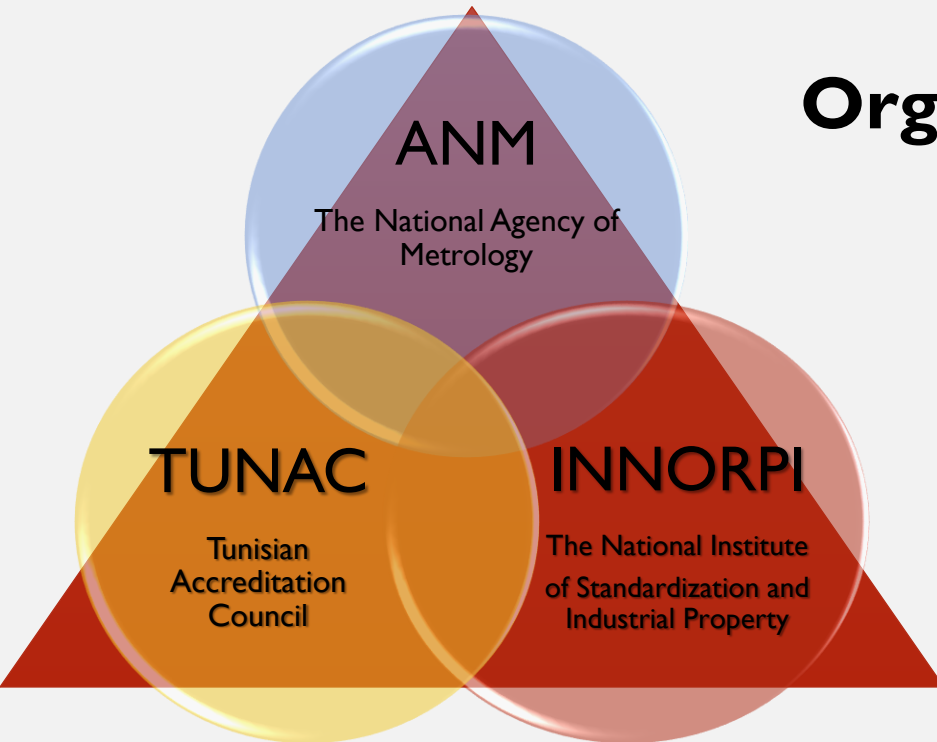 Org
ANM
The National Agency of
Metrology
TUNAC
Tunisian
Accreditation
Council
INNORPI
The National Institute
of Standardization and
Industrial Property